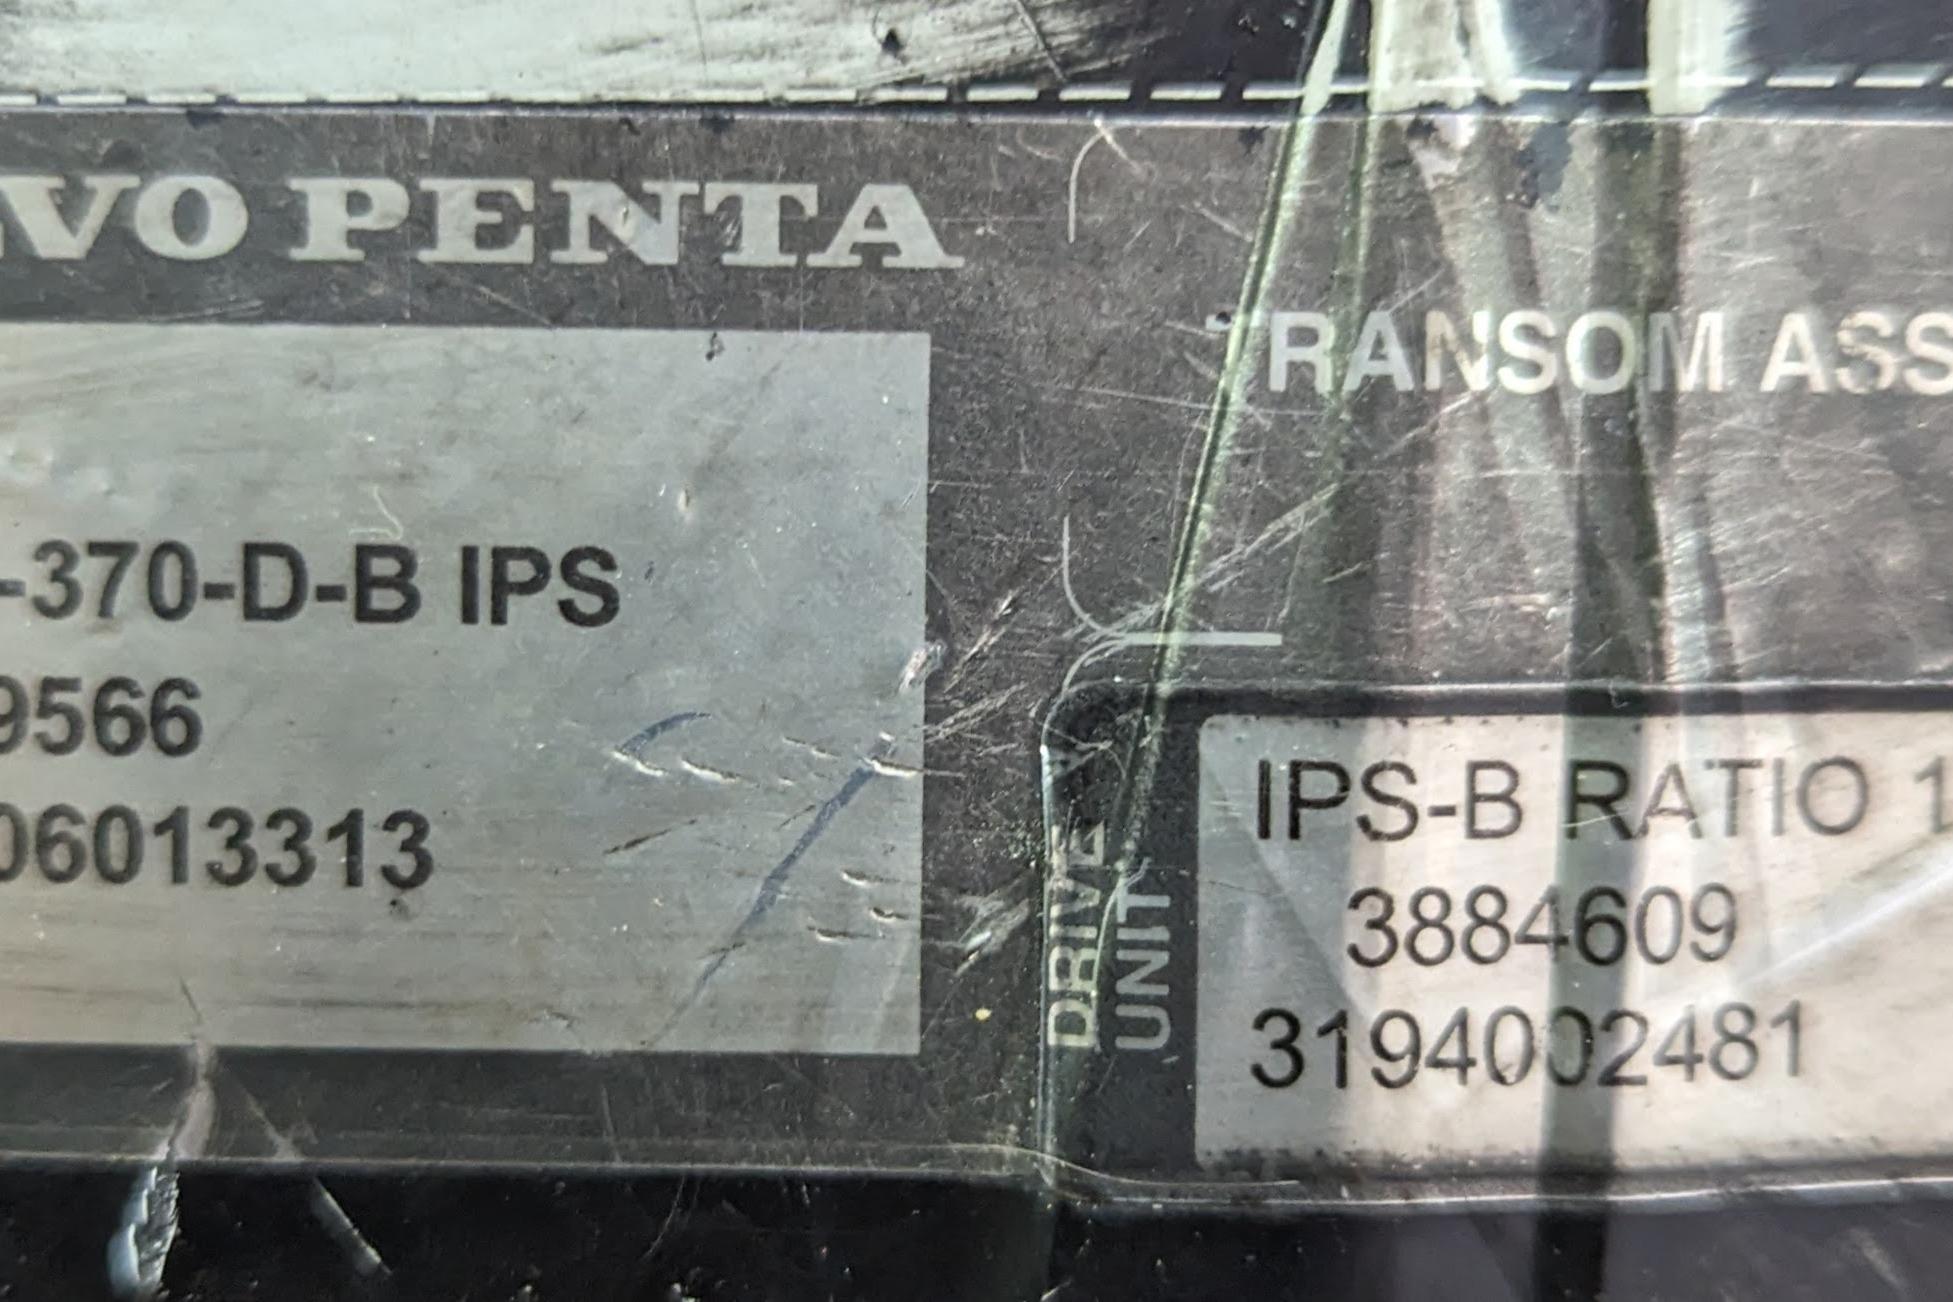 VO PENTA
-370-D-B IPS
9566
06013313
TRANSOM ASS
DRIVE
UNIT
IPS-B RATIO 1
3884609
3194002481